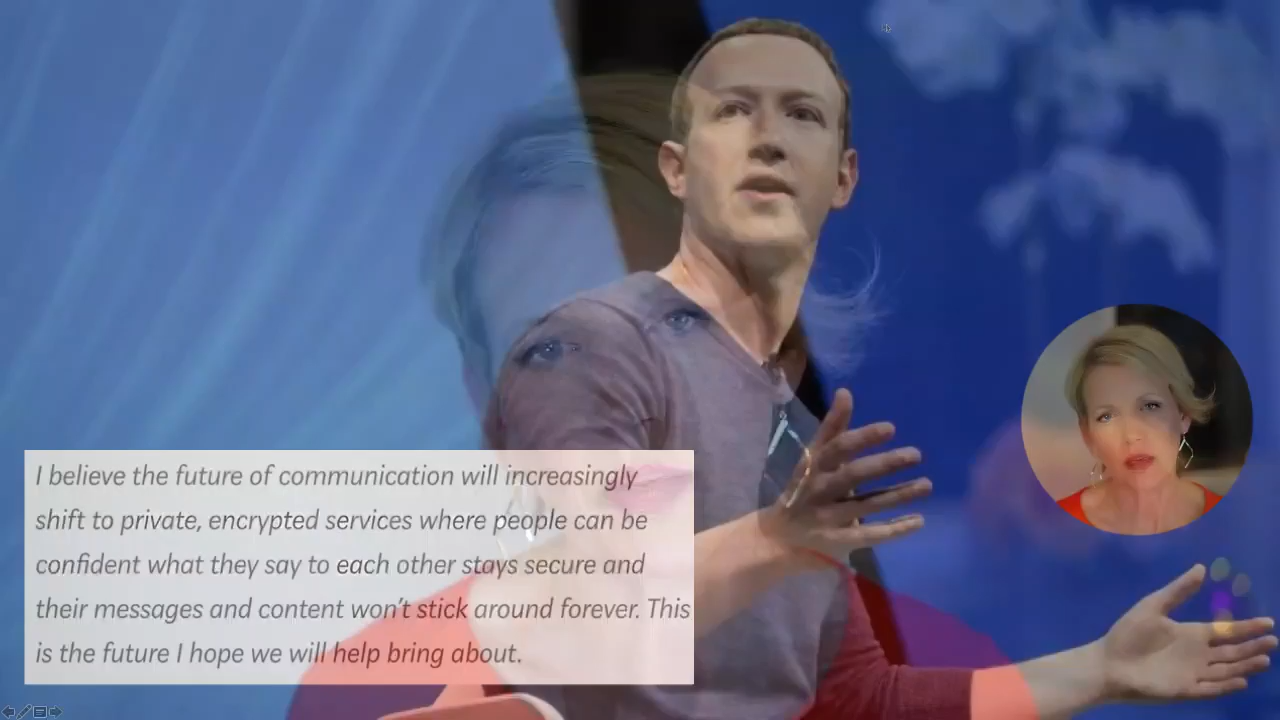 I believe the future of communication will increasingly
shift to private, encrypted services where people can be
confident what they say to each other stays secure and
their messages and content won’t stick around forever. This
is the future I hope we will help bring about.